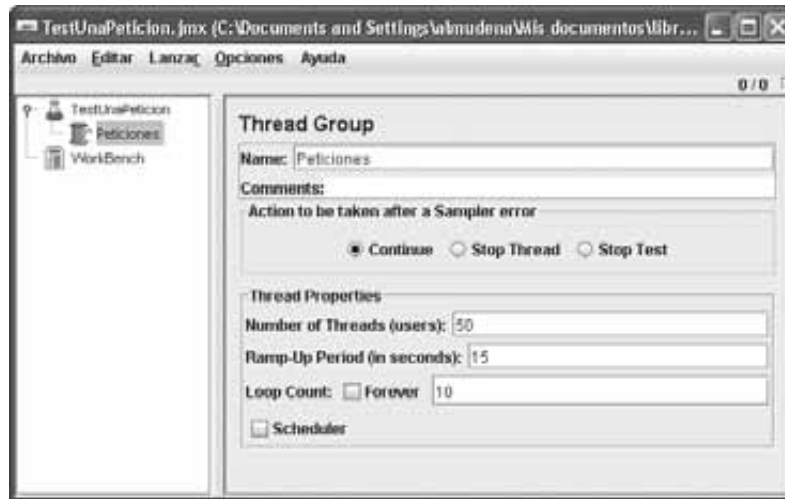 TestUnaPeticion.jmx (C:\Documents and Settings\almudena\Mis documentos\libr...
Archivo Editar Lanzar Opciones Ayuda
0 / 0
TestUnaPeticion
Peticiones
WorkBench
Thread Group
Name: Peticiones
Comments:
Action to be taken after a Sampler error
Continue Stop Thread Stop Test
Thread Properties
Number of Threads (users): 50
Ramp-Up Period (in seconds): 15
Loop Count: Forever 10
Scheduler